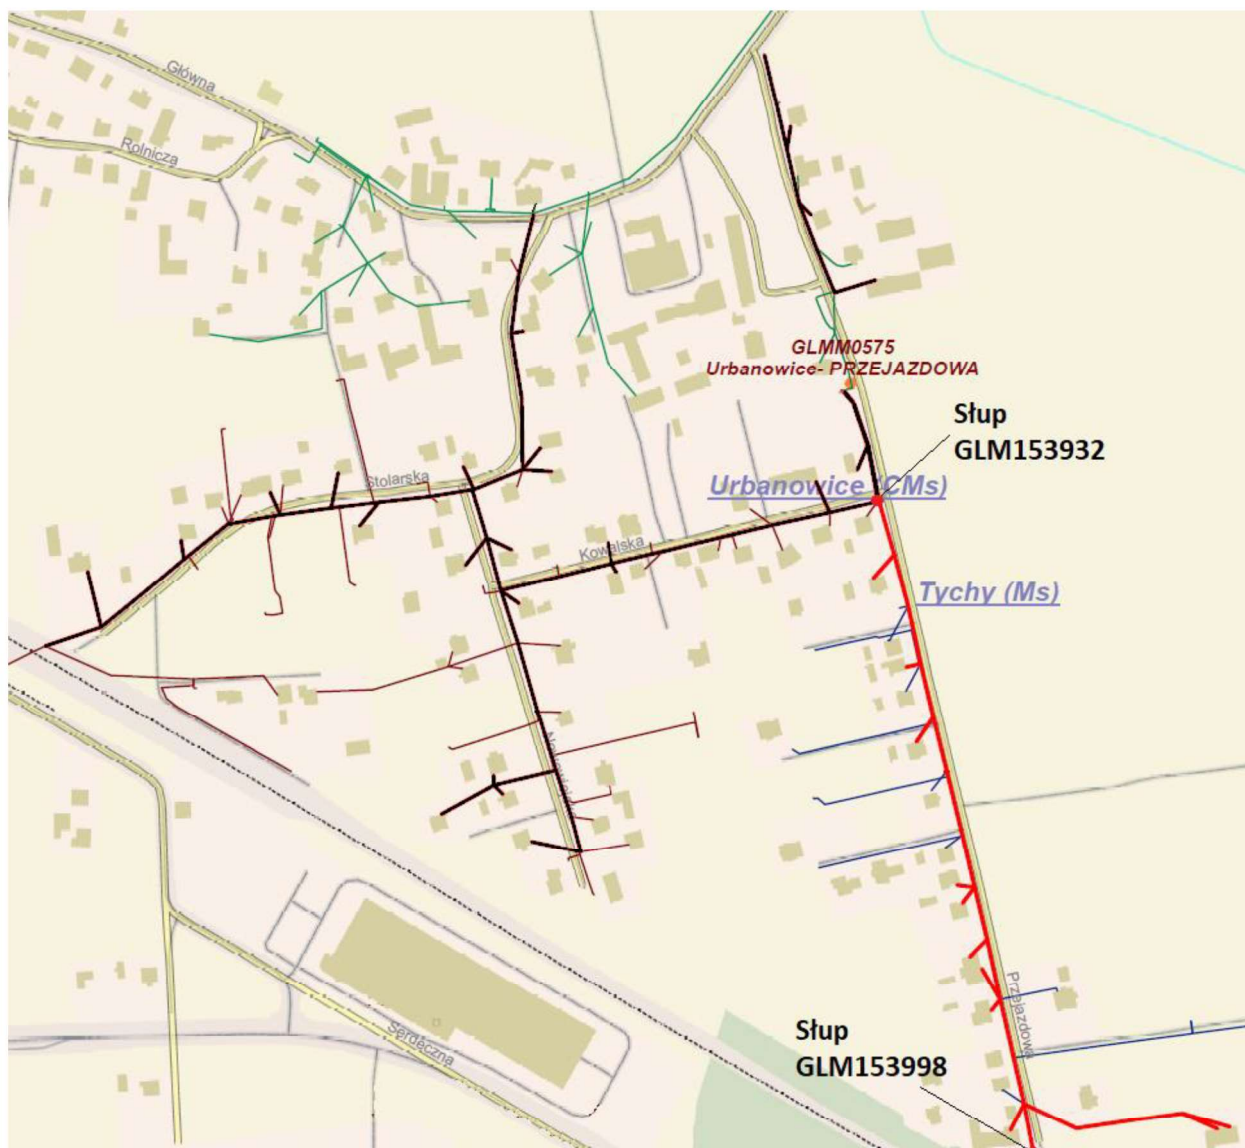 Główna
Rolnicza
GLMM0575
Urbanowice- PRZEJAZDOWA
Słup
GLM153932
Stolarska
Urbanowice (CMs)
Kowalska
Tychy (Ms)
Przejazdowa
Słup
GLM153998
Serdeczna